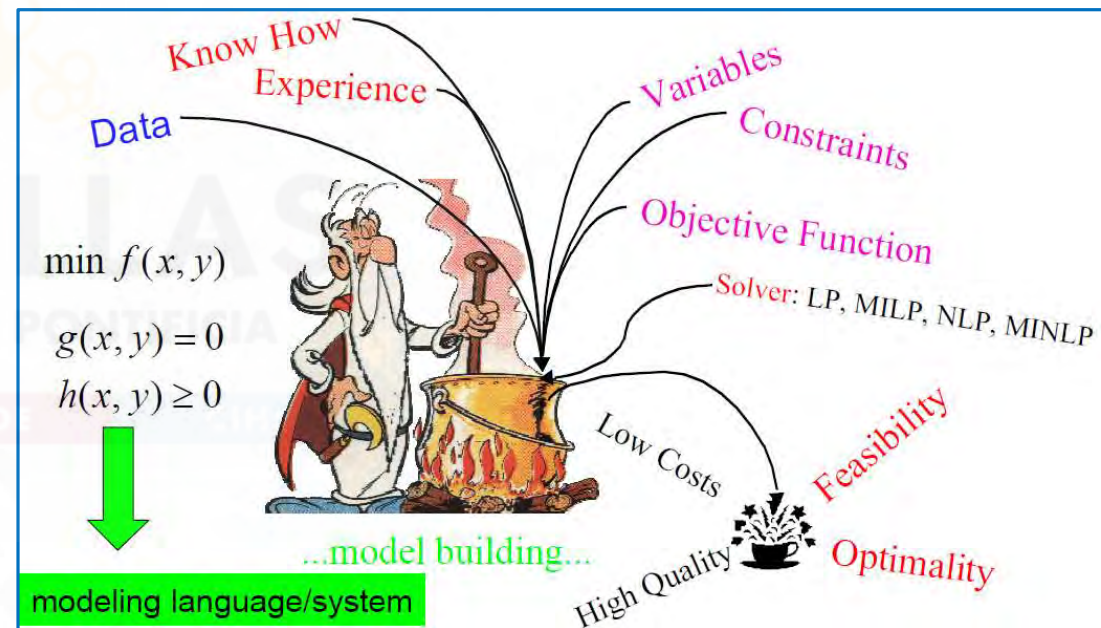 Know How
Experience
Data
Variables
Constraints
Objective Function
Solver: LP, MILP, NLP, MINLP
min f(x, y)
g(x, y) = 0
h(x, y) ≥ 0
Low Costs
Feasibility
High Quality
Optimality
...model building...
modeling language/system
PONTIFICIA